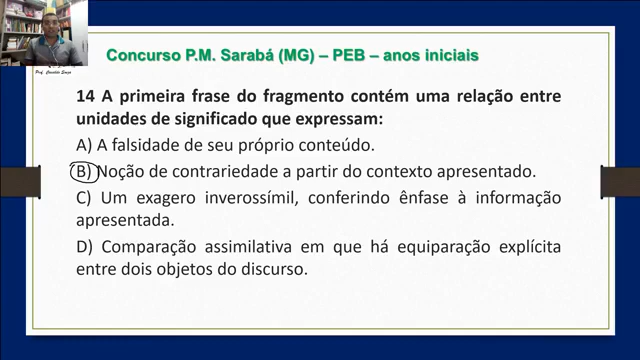 Concurso P.M. Sarabá (MG) – PEB – anos iniciais
14 A primeira frase do fragmento contém uma relação entre
unidades de significado que expressam:
A) A falsidade de seu próprio conteúdo.
B) Noção de contrariedade a partir do contexto apresentado.
C) Um exagero inverossímil, conferindo ênfase à informação
apresentada.
D) Comparação assimilativa em que há equiparação explícita
entre dois objetos do discurso.